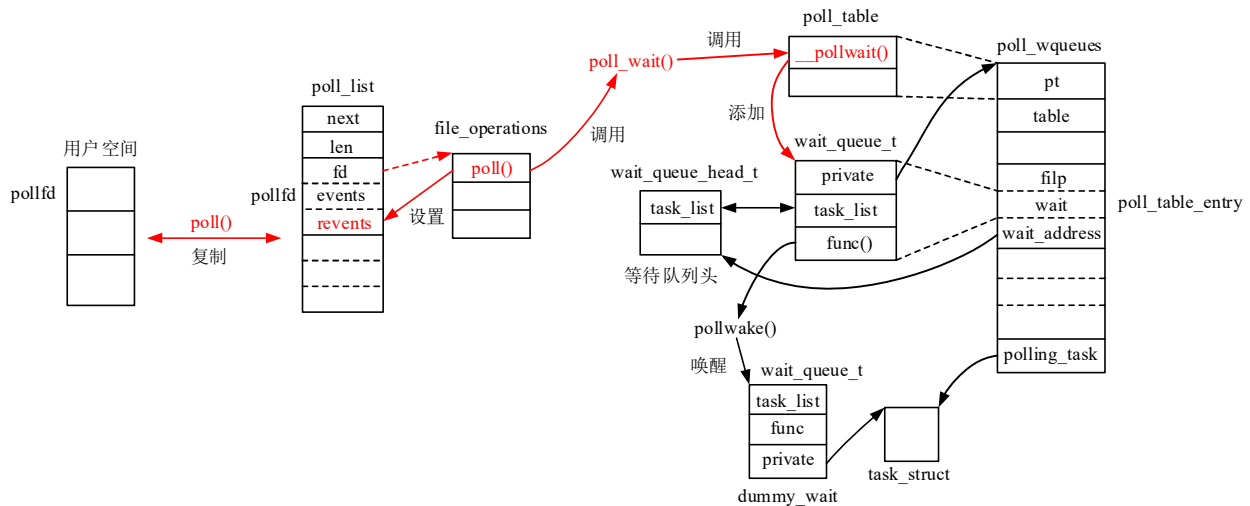 用户空间
pollfd
poll()
复制
poll_list
next
len
fd
events
revents
pollfd
file_operations
poll()
设置
调用
poll_wait()
调用
poll_table
__pollwait()
添加
wait_queue_t
private
task_list
func()
wait_queue_head_t
task_list
等待队列头
pollwake()
唤醒
wait_queue_t
task_list
func
private
dummy_wait
task_struct
poll_wqueues
pt
table
filp
wait
wait_address
polling_task
poll_table_entry